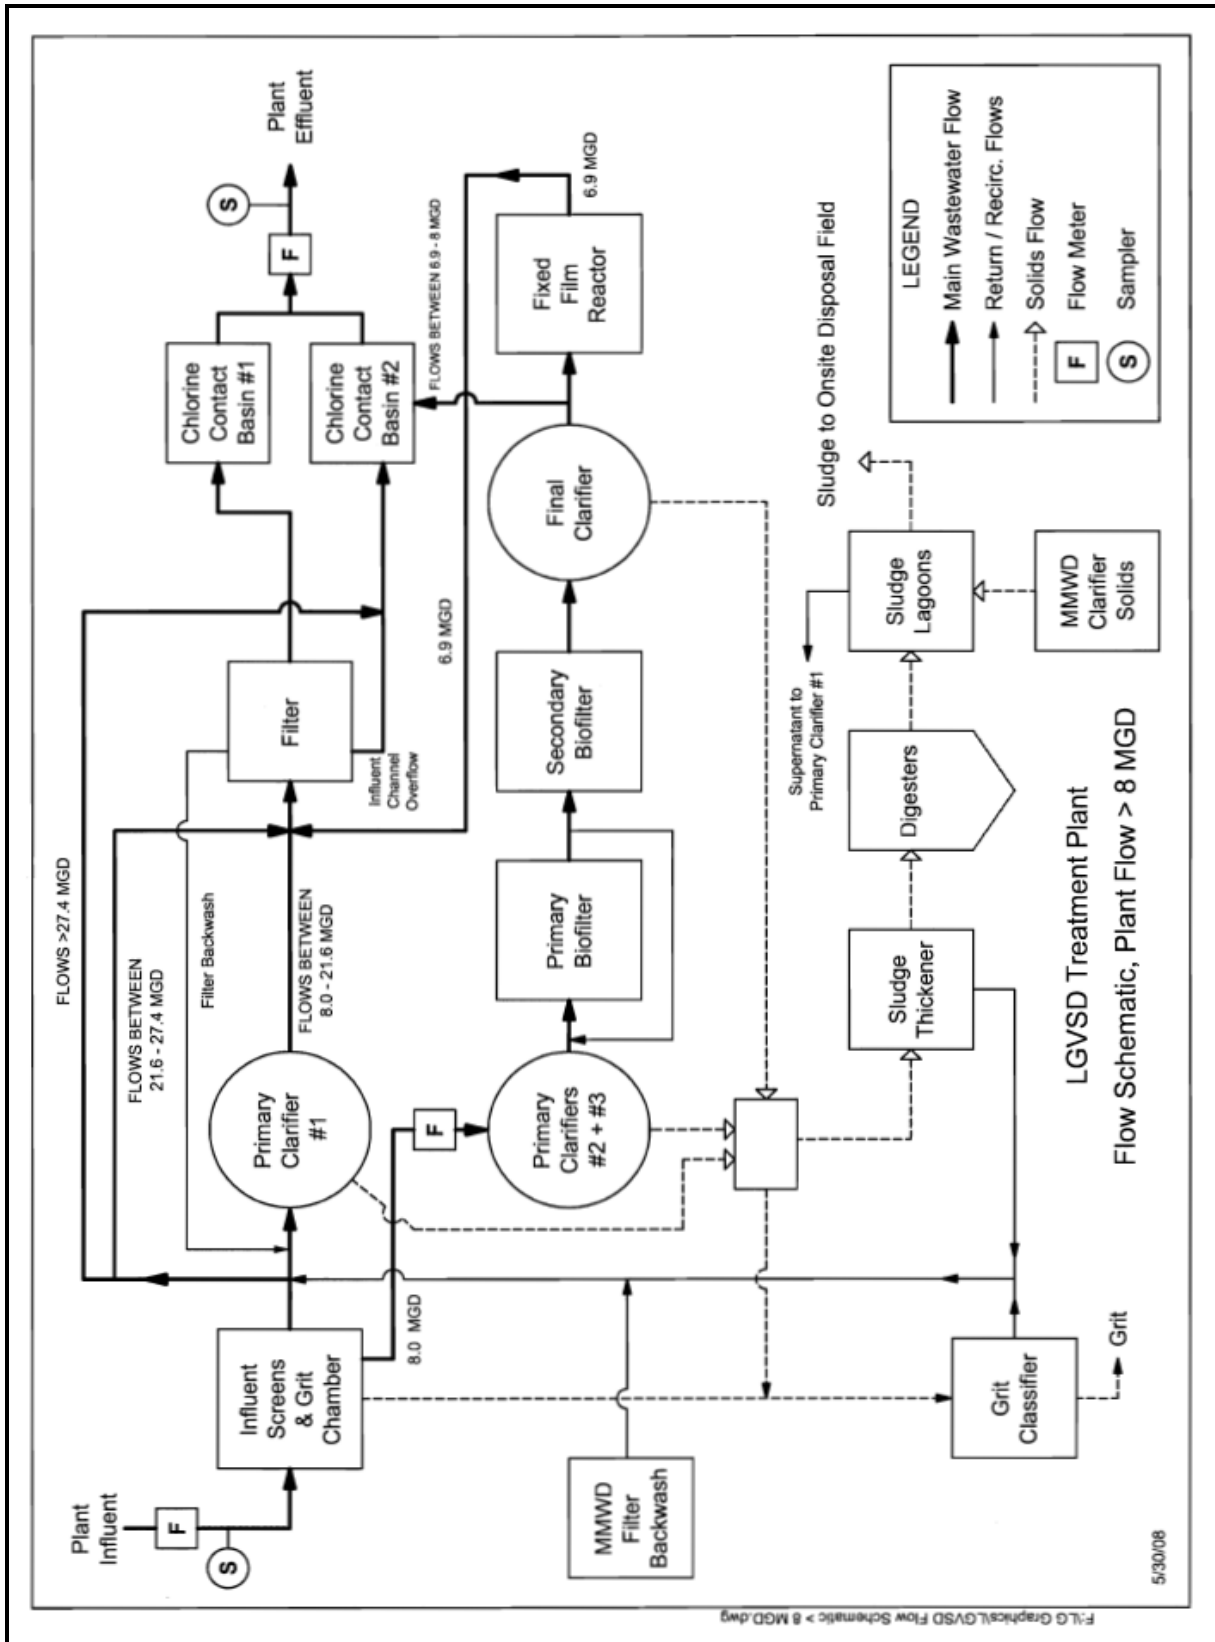 Plant
Influent
F
S
Influent
Screens
& Grit
Chamber
8.0 MGD
FLOWS >27.4 MGD
FLOWS BETWEEN
21.6 - 27.4 MGD
Filter Backwash
Primary
Clarifier
#1
FLOWS BETWEEN
8.0 - 21.6 MGD
Filter
Influent
Channel
Overflow
Chlorine
Contact
Basin #1
Chlorine
Contact
Basin #2
F
S
Plant
Effluent
6.9 MGD
FLOWS BETWEEN 6.9 - 8 MGD
F
Primary
Clarifiers
#2 + #3
Primary
Biofilter
Secondary
Biofilter
Final
Clarifier
Fixed
Film
Reactor
6.9 MGD
MMWD
Filter
Backwash
Grit
Classifier
Grit
Sludge
Thickener
Digesters
Supernatant to
Primary Clarifier #1
Sludge
Lagoons
Sludge to Onsite Disposal Field
MMWD
Clarifier
Solids
LEGEND
Main Wastewater Flow
Return / Recirc. Flows
Solids Flow
F Flow Meter
S Sampler
LGVSD Treatment Plant
Flow Schematic, Plant Flow > 8 MGD
5/30/08
F:\LG Graphics\LGVSD Flow Schematic > 8 MGD.dwg